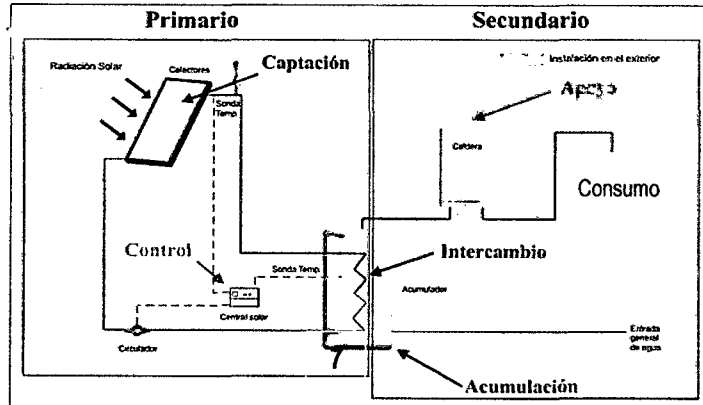 Primario
Secundario
Radiación Solar
Colectores
Captación
Instalación en el exterior
Sonda
Temp.
Apoyo
Caldera
Consumo
Control
Sonda Temp.
Intercambio
Acumulador
Central solar
Circulador
Entrada
general
de agua
Acumulación